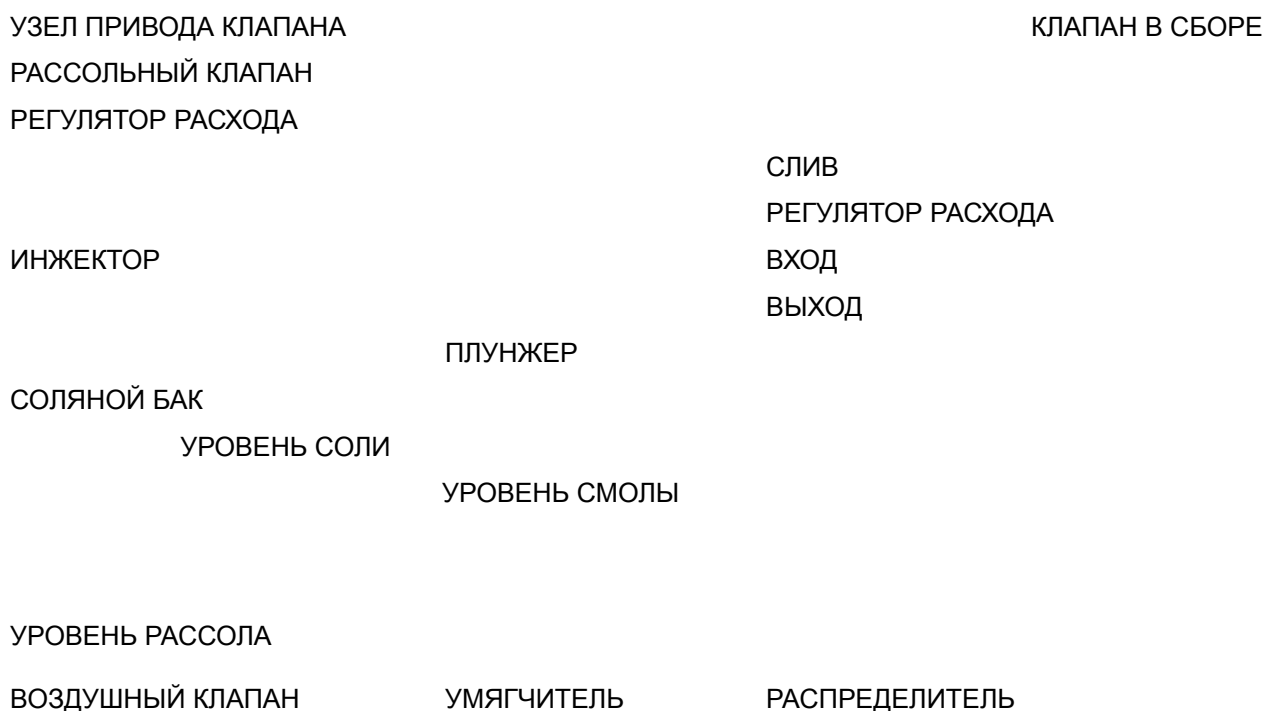 УЗЕЛ ПРИВОДА КЛАПАНА КЛАПАН В СБОРЕ
РАССОЛЬНЫЙ КЛАПАН
РЕГУЛЯТОР РАСХОДА
СЛИВ
РЕГУЛЯТОР РАСХОДА
ИНЖЕКТОР ВХОД
ВЫХОД
ПЛУНЖЕР
СОЛЯНОЙ БАК
УРОВЕНЬ СОЛИ
УРОВЕНЬ СМОЛЫ
УРОВЕНЬ РАССОЛА
ВОЗДУШНЫЙ КЛАПАН УМЯГЧИТЕЛЬ РАСПРЕДЕЛИТЕЛЬ